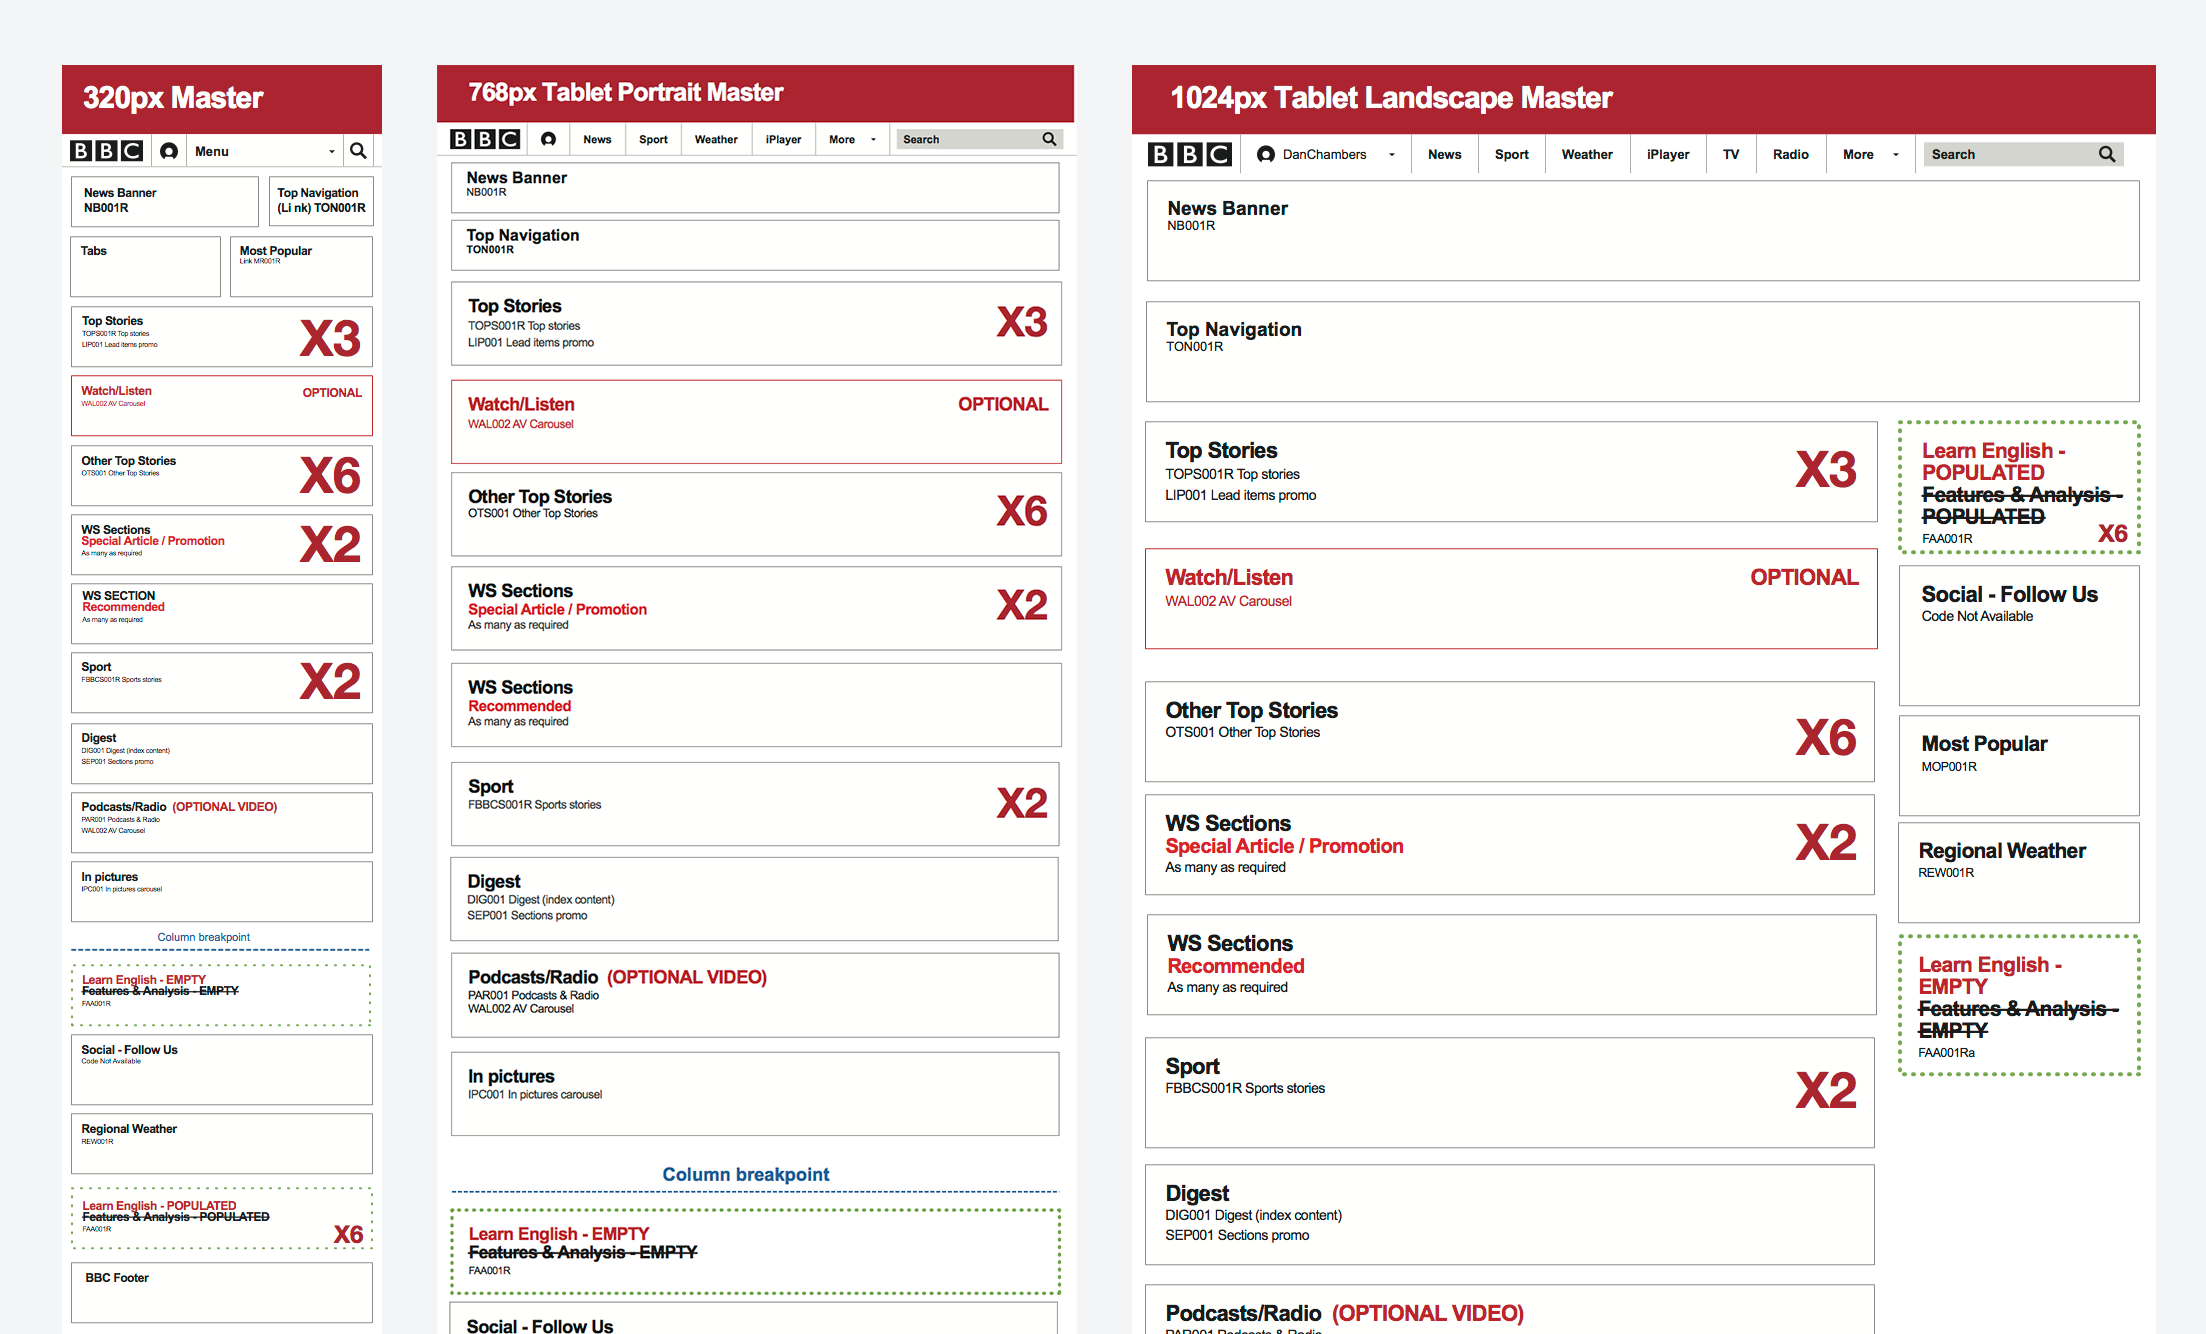 320px Master
BBC
Menu
News Banner
NB001R
Top Navigation
(Li nk) TON001R
Tabs
Most Popular
Link MR001R
Top Stories
TOPS001R Top stories
LIP001 Lead items promo
X3
Watch/Listen
WAL002 AV Carousel
OPTIONAL
Other Top Stories
OTS001 Other Top Stories
X6
WS Sections
Special Article / Promotion
As many as required
X2
WS SECTION
Recommended
As many as required
Sport
FBBCS001R Sports stories
X2
Digest
DIG001 Digest (index content)
SEP001 Sections promo
Podcasts/Radio (OPTIONAL VIDEO)
PAR001 Podcasts & Radio
WAL002 AV Carousel
In pictures
IPC001 In pictures carousel
Column breakpoint
Learn English - EMPTY
Features & Analysis - EMPTY
FAA001R
Social - Follow Us
Code Not Available
Regional Weather
REW001R
Learn English - POPULATED
Features & Analysis - POPULATED
FAA001R
X6
BBC Footer
768px Tablet Portrait Master
BBC
News
Sport
Weather
iPlayer
More
Search
News Banner
NB001R
Top Navigation
TON001R
Top Stories
TOPS001R Top stories
LIP001 Lead items promo
X3
Watch/Listen
WAL002 AV Carousel
OPTIONAL
Other Top Stories
OTS001 Other Top Stories
X6
WS Sections
Special Article / Promotion
As many as required
X2
WS Sections
Recommended
As many as required
Sport
FBBCS001R Sports stories
X2
Digest
DIG001 Digest (index content)
SEP001 Sections promo
Podcasts/Radio (OPTIONAL VIDEO)
PAR001 Podcasts & Radio
WAL002 AV Carousel
In pictures
IPC001 In pictures carousel
Column breakpoint
Learn English - EMPTY
Features & Analysis - EMPTY
FAA001R
Social - Follow Us
1024px Tablet Landscape Master
BBC
DanChambers
News
Sport
Weather
iPlayer
TV
Radio
More
Search
News Banner
NB001R
Top Navigation
TON001R
Top Stories
TOPS001R Top stories
LIP001 Lead items promo
X3
Watch/Listen
WAL002 AV Carousel
OPTIONAL
Other Top Stories
OTS001 Other Top Stories
X6
WS Sections
Special Article / Promotion
As many as required
X2
WS Sections
Recommended
As many as required
Sport
FBBCS001R Sports stories
X2
Digest
DIG001 Digest (index content)
SEP001 Sections promo
Podcasts/Radio (OPTIONAL VIDEO)
PAR001 Podcasts & Radio
Learn English -
POPULATED
Features & Analysis -
POPULATED
FAA001R
X6
Social - Follow Us
Code Not Available
Most Popular
MOP001R
Regional Weather
REW001R
Learn English -
EMPTY
Features & Analysis -
EMPTY
FAA001Ra